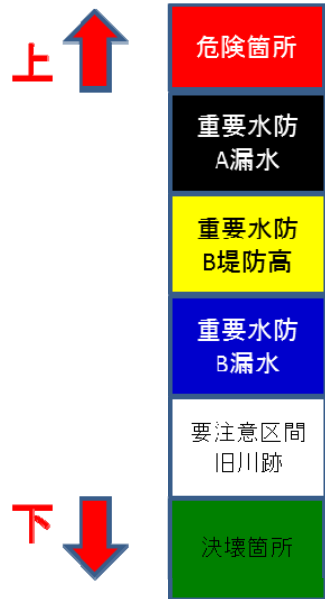 上
危険箇所
重要水防
A漏水
重要水防
B堤防高
重要水防
B漏水
要注意区間
旧川跡
下
決壊箇所